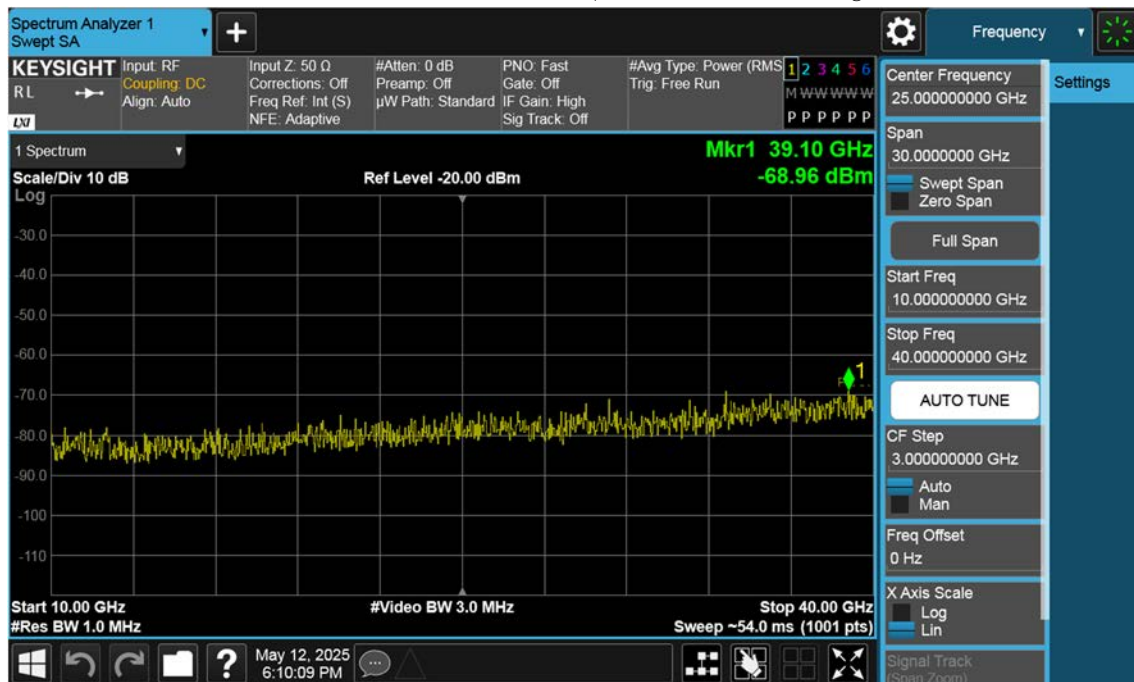 Spectrum Analyzer 1
Swept SA
+
Frequency
KEYSIGHT
RL
LXI
Input: RF
Coupling: DC
Align: Auto
Input Z: 50 Ω
Corrections: Off
Freq Ref: Int (S)
NFE: Adaptive
#Atten: 0 dB
Preamp: Off
µW Path: Standard
PNO: Fast
Gate: Off
IF Gain: High
Sig Track: Off
#Avg Type: Power (RMS
Trig: Free Run
1 2 3 4 5 6
M W W W W W
P P P P P P
1 Spectrum
Scale/Div 10 dB
Ref Level -20.00 dBm
Mkr1 39.10 GHz
-68.96 dBm
Log
-30.0
-40.0
-50.0
-60.0
-70.0
-80.0
-90.0
-100
-110
1
Start 10.00 GHz
#Video BW 3.0 MHz
Stop 40.00 GHz
#Res BW 1.0 MHz
Sweep ~54.0 ms (1001 pts)
?
May 12, 2025
6:10:09 PM
Center Frequency
25.000000000 GHz
Span
30.0000000 GHz
Swept Span
Zero Span
Full Span
Start Freq
10.000000000 GHz
Stop Freq
40.000000000 GHz
AUTO TUNE
CF Step
3.000000000 GHz
Auto
Man
Freq Offset
0 Hz
X Axis Scale
Log
Lin
Signal Track
(Span Zoom)
Settings